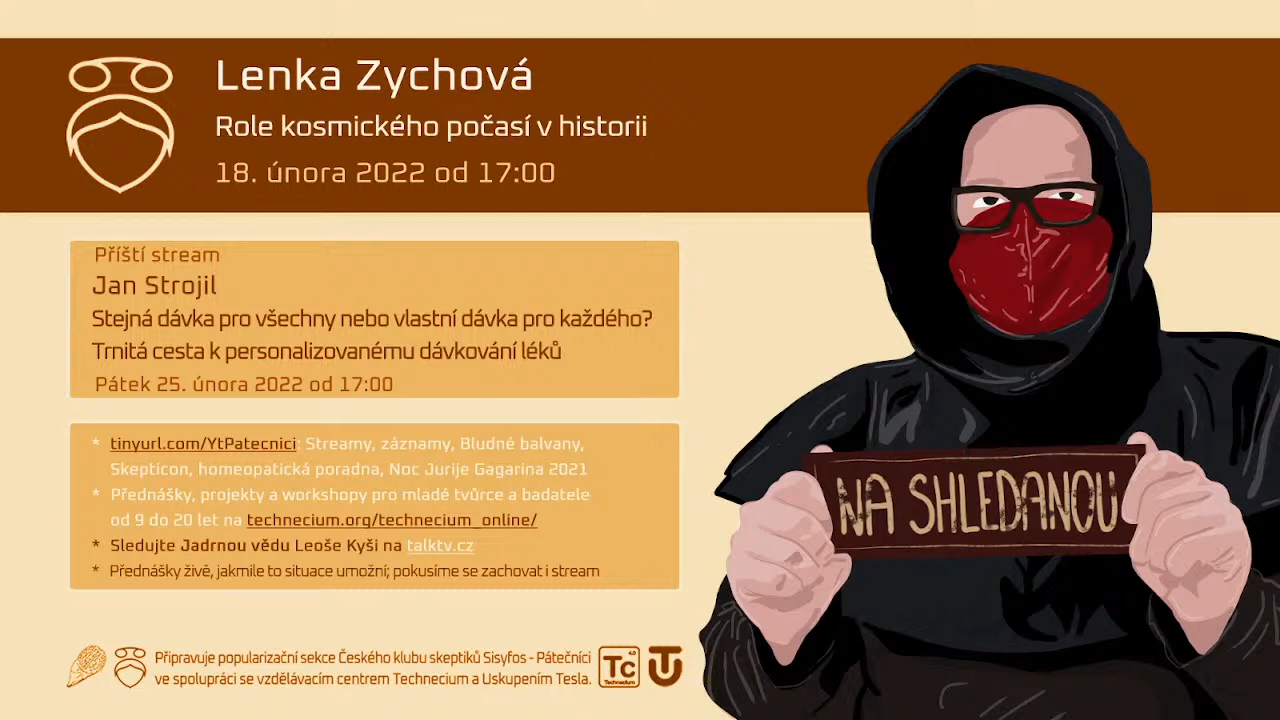 Lenka Zychová
Role kosmického počasí v historii
18. února 2022 od 17:00
Příští stream
Jan Strojil
Stejná dávka pro všechny nebo vlastní dávka pro každého?
Trnitá cesta k personalizovanému dávkování léků
Pátek 25. února 2022 od 17:00
* tinyurl.com/YtPatecnici: Streamy, záznamy, Bludné balvany,
Skepticon, homeopatická poradna, Noc Jurije Gagarína 2021
* Přednášky, projekty a workshopy pro mladé tvůrce a badatele
od 9 do 20 let na technecium.org/technecium_online/
* Sledujte Jadrnou vědu Leoše Kyši na talktv.cz
* Přednášky živě, jakmile to situace umožní; pokusíme se zachovat i stream
NA SHLEDANOU
Připravuje popularizační sekce Českého klubu skeptiků Sisyfos - Pátečníci
ve spolupráci se vzdělávacím centrem Technecium a Uskupením Tesla.
Tc 4.0
Technecium